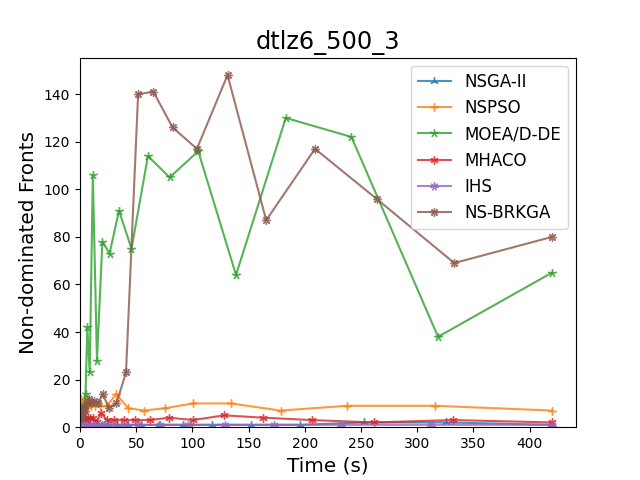 dtlz6_500_3
NSGA-II
NSPSO
MOEA/D-DE
MHACO
IHS
NS-BRKGA
Non-dominated Fronts
140
120
100
80
60
40
20
0
0 50 100 150 200 250 300 350 400
Time (s)